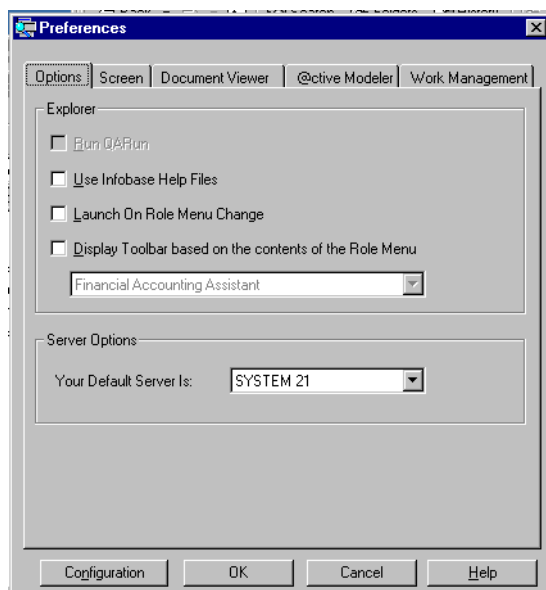 Preferences
Options Screen Document Viewer @ctive Modeler Work Management
Explorer
Run QARun
Use Infobase Help Files
Launch On Role Menu Change
Display Toolbar based on the contents of the Role Menu
Financial Accounting Assistant
Server Options
Your Default Server Is: SYSTEM 21
Configuration OK Cancel Help